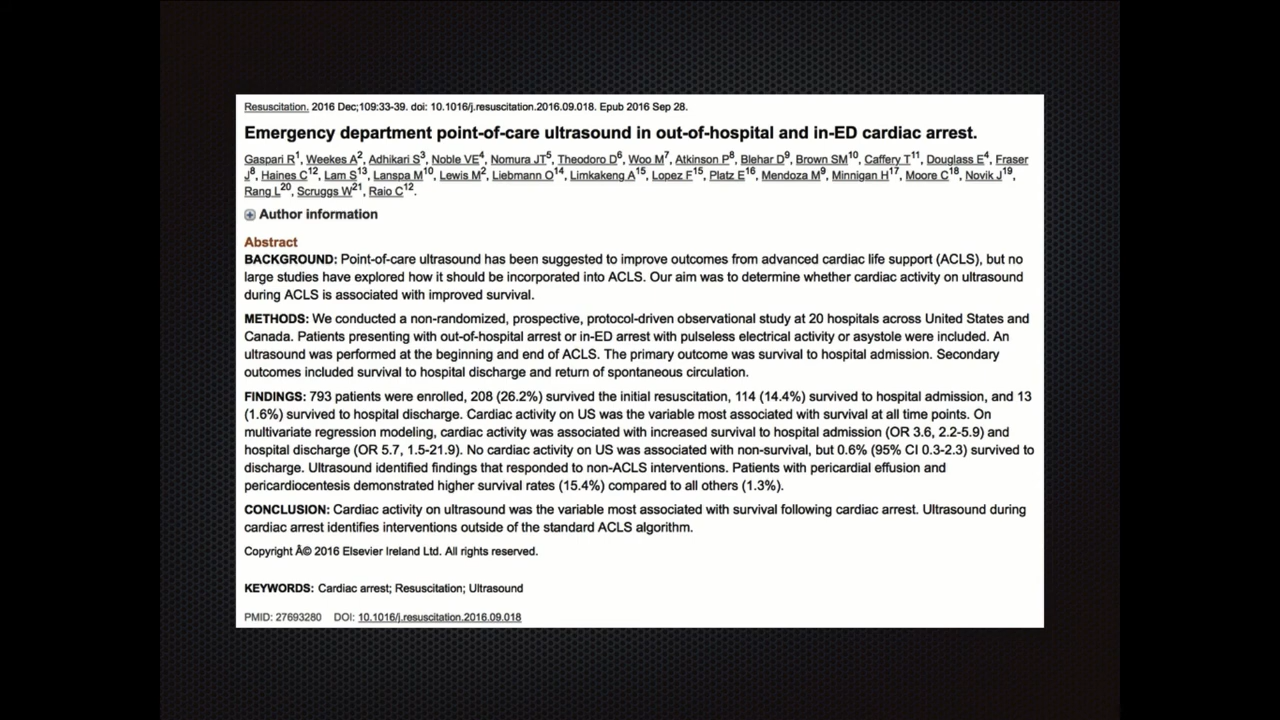 Resuscitation. 2016 Dec;109:33-39. doi: 10.1016/j.resuscitation.2016.09.018. Epub 2016 Sep 28.
Emergency department point-of-care ultrasound in out-of-hospital and in-ED cardiac arrest.
Gaspari R1, Weekes A2, Adhikari S3, Noble VE4, Nomura JT5, Theodoro D6, Woo M7, Atkinson P8, Blehar D9, Brown SM10, Caffery T11, Douglass E4, Fraser
J8, Haines C12, Lam S13, Lanspa M10, Lewis M2, Liebmann O14, Limkakeng A15, Lopez F15, Platz E16, Mendoza M9, Minnigan H17, Moore C18, Novik J19,
Rang L20, Scruggs W21, Raio C12.
Author information
Abstract
BACKGROUND: Point-of-care ultrasound has been suggested to improve outcomes from advanced cardiac life support (ACLS), but no
large studies have explored how it should be incorporated into ACLS. Our aim was to determine whether cardiac activity on ultrasound
during ACLS is associated with improved survival.
METHODS: We conducted a non-randomized, prospective, protocol-driven observational study at 20 hospitals across United States and
Canada. Patients presenting with out-of-hospital arrest or in-ED arrest with pulseless electrical activity or asystole were included. An
ultrasound was performed at the beginning and end of ACLS. The primary outcome was survival to hospital admission. Secondary
outcomes included survival to hospital discharge and return of spontaneous circulation.
FINDINGS: 793 patients were enrolled, 208 (26.2%) survived the initial resuscitation, 114 (14.4%) survived to hospital admission, and 13
(1.6%) survived to hospital discharge. Cardiac activity on US was the variable most associated with survival at all time points. On
multivariate regression modeling, cardiac activity was associated with increased survival to hospital admission (OR 3.6, 2.2-5.9) and
hospital discharge (OR 5.7, 1.5-21.9). No cardiac activity on US was associated with non-survival, but 0.6% (95% CI 0.3-2.3) survived to
discharge. Ultrasound identified findings that responded to non-ACLS interventions. Patients with pericardial effusion and
pericardiocentesis demonstrated higher survival rates (15.4%) compared to all others (1.3%).
CONCLUSION: Cardiac activity on ultrasound was the variable most associated with survival following cardiac arrest. Ultrasound during
cardiac arrest identifies interventions outside of the standard ACLS algorithm.
Copyright Â© 2016 Elsevier Ireland Ltd. All rights reserved.
KEYWORDS: Cardiac arrest; Resuscitation; Ultrasound
PMID: 27693280 DOI: 10.1016/j.resuscitation.2016.09.018